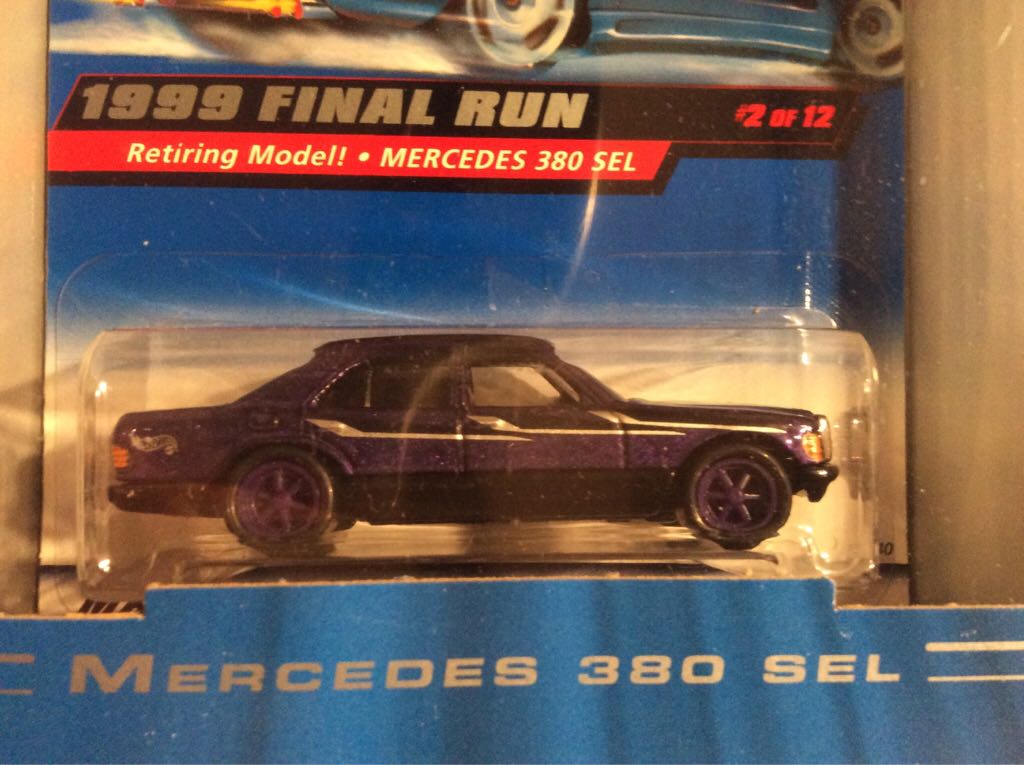 1999 FINAL RUN
#2 OF 12
Retiring Model! • MERCEDES 380 SEL
MERCEDES 380 SEL